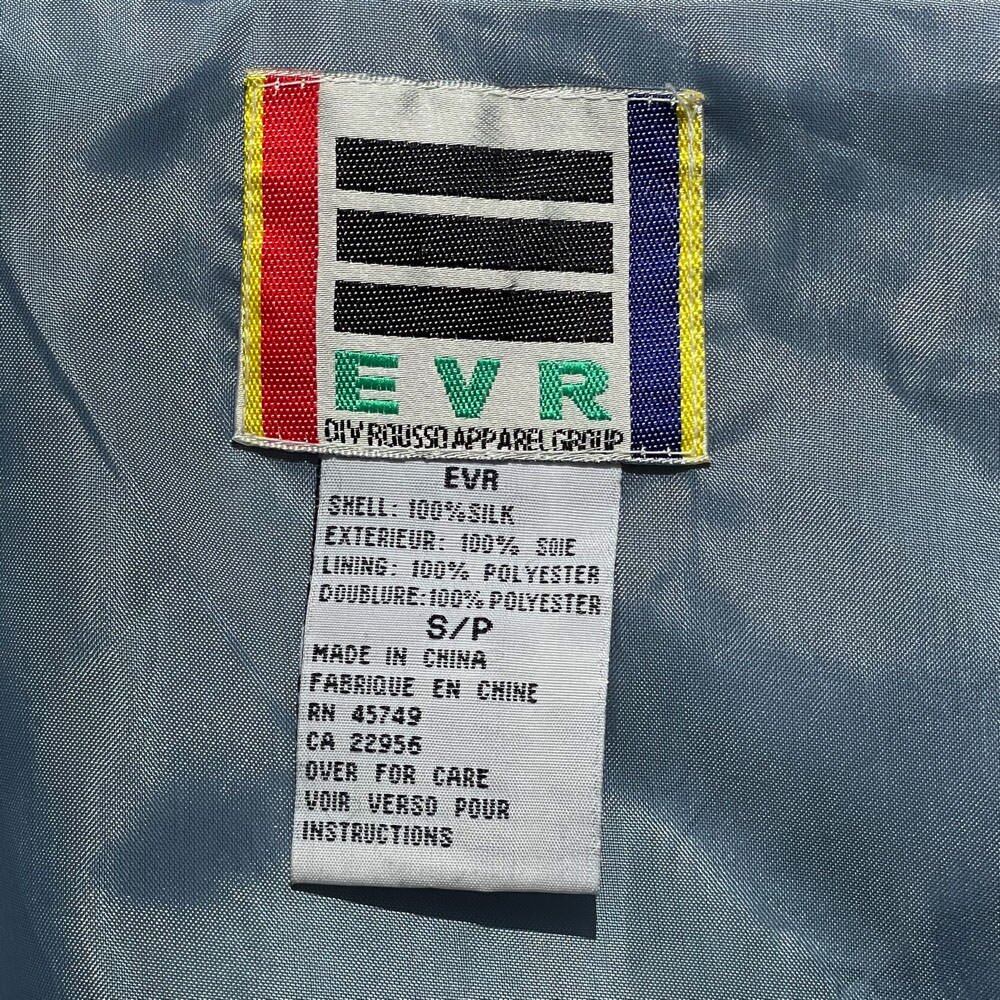 EVR
DIV ROUSSO APPAREL GROUP
EVR
SHELL: 100% SILK
EXTERIEUR: 100% SOIE
LINING: 100% POLYESTER
DOUBLURE: 100% POLYESTER
S/P
MADE IN CHINA
FABRIQUE EN CHINE
RN 45749
CA 22956
OVER FOR CARE
VOIR VERSO POUR
INSTRUCTIONS